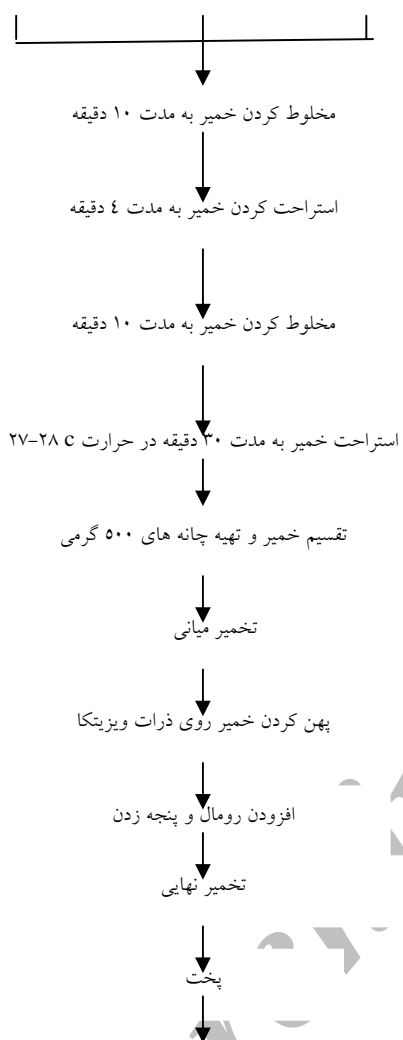 مخلوط کردن خمیر به مدت ۱۰ دقیقه
استراحت کردن خمیر به مدت ٤ دقیقه
مخلوط کردن خمیر به مدت ۱۰ دقیقه
استراحت خمیر به مدت ۳۰ دقیقه در حرارت ۲۷-۲۸ c
تقسیم خمیر و تهیه چانه های ۵۰۰ گرمی
تخمیر میانی
پهن کردن خمیر روی ذرات ویزیتکا
افزودن رومال و پنجه زدن
تخمیر نهایی
پخت